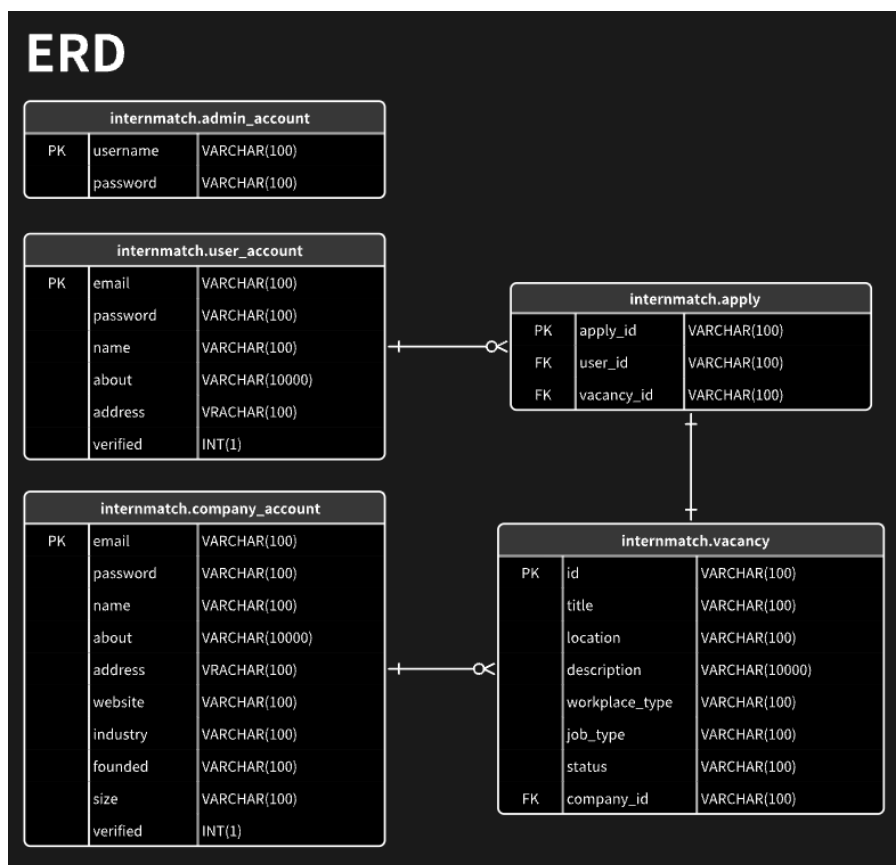 ERD
internmatch.admin_account
PK username VARCHAR(100)
password VARCHAR(100)
internmatch.user_account
PK email VARCHAR(100)
password VARCHAR(100)
name VARCHAR(100)
about VARCHAR(10000)
address VRACHAR(100)
verified INT(1)
internmatch.apply
PK apply_id VARCHAR(100)
FK user_id VARCHAR(100)
FK vacancy_id VARCHAR(100)
internmatch.company_account
PK email VARCHAR(100)
password VARCHAR(100)
name VARCHAR(100)
about VARCHAR(10000)
address VRACHAR(100)
website VARCHAR(100)
industry VARCHAR(100)
founded VARCHAR(100)
size VARCHAR(100)
verified INT(1)
internmatch.vacancy
PK id VARCHAR(100)
title VARCHAR(100)
location VARCHAR(100)
description VARCHAR(10000)
workplace_type VARCHAR(100)
job_type VARCHAR(100)
status VARCHAR(100)
FK company_id VARCHAR(100)